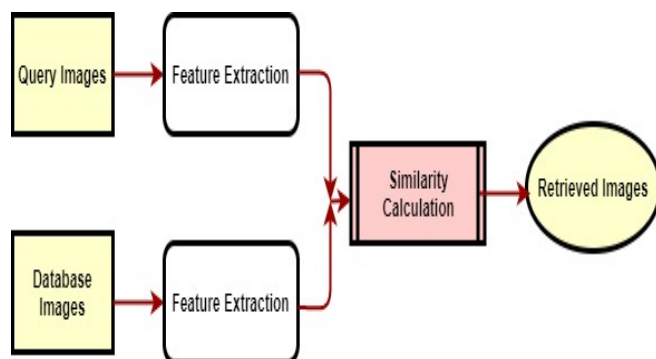 Query Images
Feature Extraction
Similarity
Calculation
Retrieved Images
Database
Images
Feature Extraction